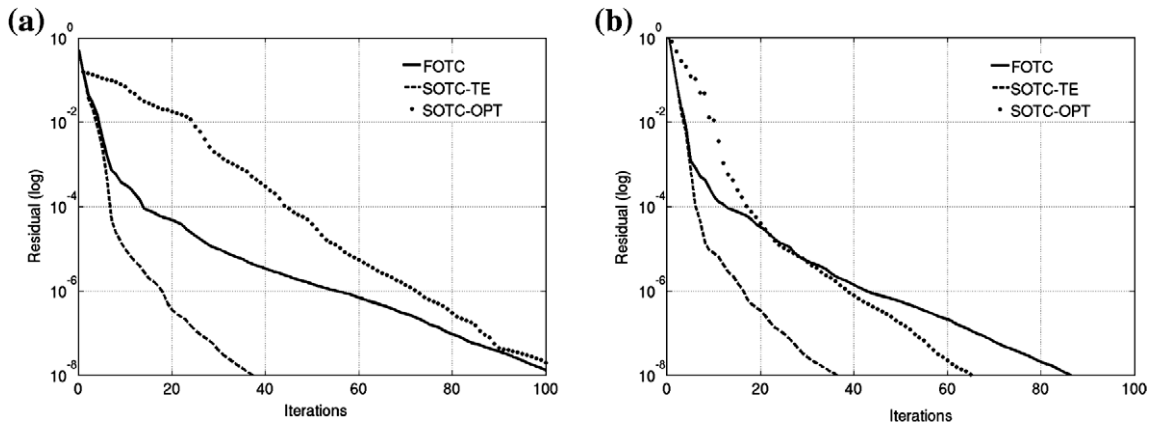 (a)
10^0
10^-2
10^-4
10^-6
10^-8
Residual (log)
FOTC
SOTC-TE
SOTC-OPT
0 20 40 60 80 100
Iterations
(b)
10^0
10^-2
10^-4
10^-6
10^-8
Residual (log)
FOTC
SOTC-TE
SOTC-OPT
0 20 40 60 80 100
Iterations